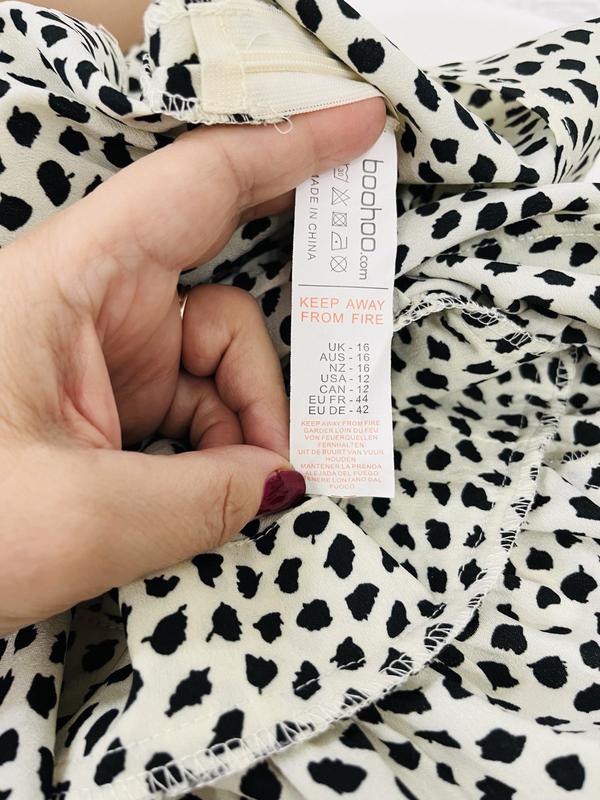 boohoo.com
30
MADE IN CHINA
KEEP AWAY
FROM FIRE
UK - 16
AUS - 16
NZ - 16
USA - 12
CAN - 12
EU FR - 44
EU DE - 42
KEEP AWAY FROM FIRE
GARDER LOIN DU FEU
VON FEUERQUELLEN
FERNHALTEN
UIT DE BUURT VAN VUUR
HOUDEN
MANTENER LA PRENDA
ALEJADA DEL FUEGO
TENERE LONTANO DAL
FUOCO